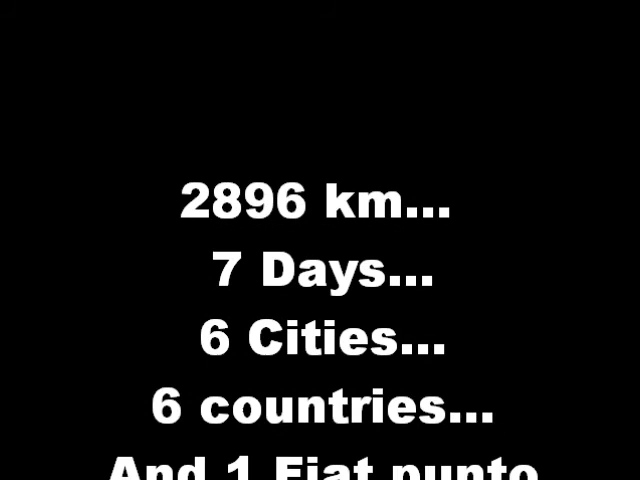 2896 km...
7 Days...
6 Cities...
6 countries...
And 1 Fiat punto